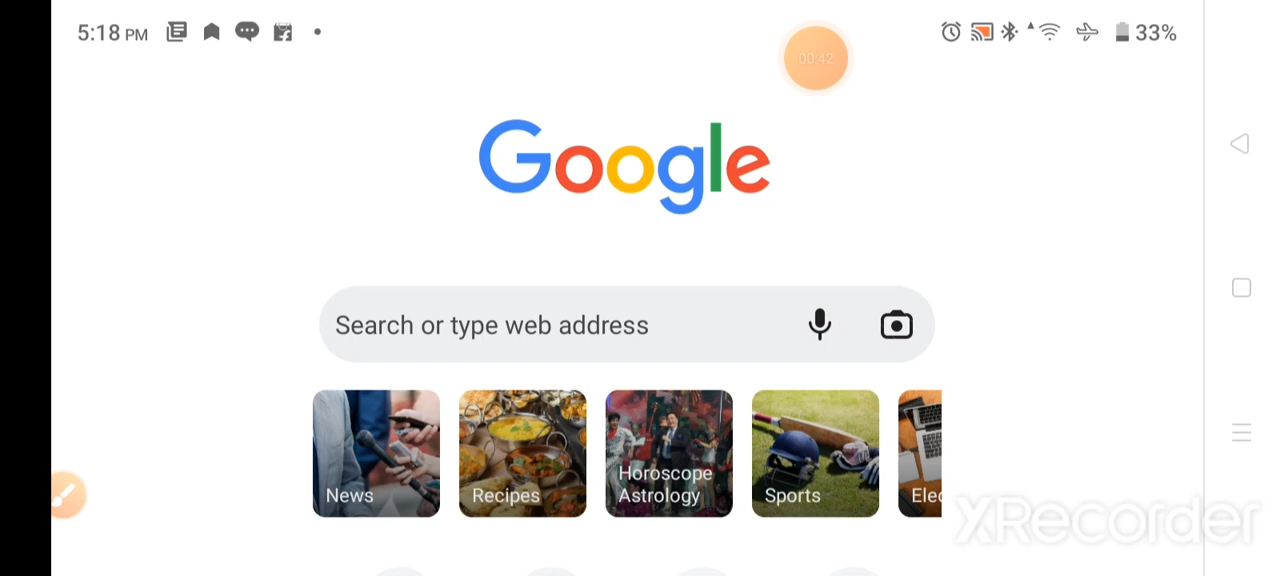 5:18 PM
33%
00:42
Google
Search or type web address
News
Recipes
Horoscope
Astrology
Sports
Elec
XRecorder